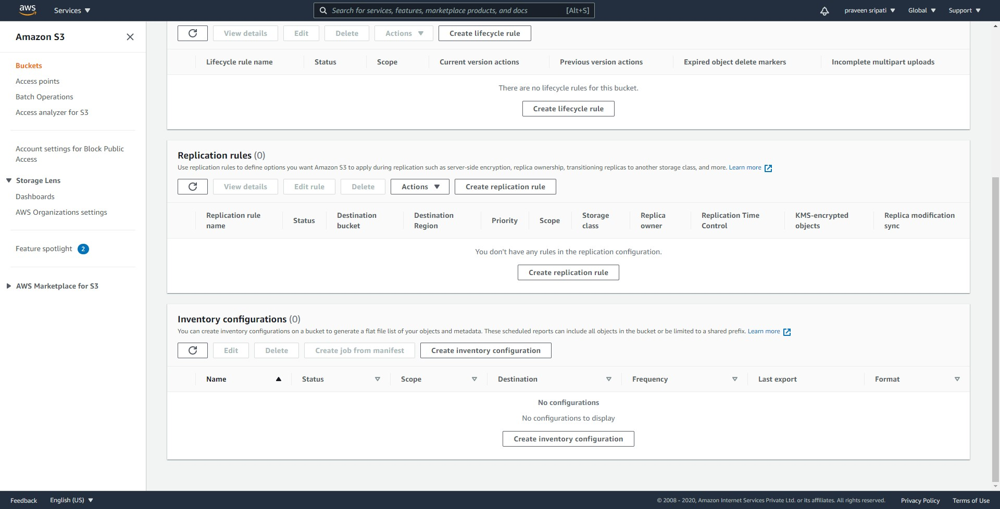 aws
Services
Search for services, features, marketplace products, and docs [Alt+S]
praveen sripati
Global
Support
Amazon S3
Buckets
Access points
Batch Operations
Access analyzer for S3
Account settings for Block Public
Access
Storage Lens
Dashboards
AWS Organizations settings
Feature spotlight 2
AWS Marketplace for S3
View details Edit Delete Actions Create lifecycle rule
Lifecycle rule name Status Scope Current version actions Previous version actions Expired object delete markers Incomplete multipart uploads
There are no lifecycle rules for this bucket.
Create lifecycle rule
Replication rules (0)
Use replication rules to define options you want Amazon S3 to apply during replication such as server-side encryption, replica ownership, transitioning replicas to another storage class, and more. Learn more
View details Edit rule Delete Actions Create replication rule
Replication rule name Status Destination bucket Destination Region Priority Scope Storage class Replica owner Replication Time Control KMS-encrypted objects Replica modification sync
You don't have any rules in the replication configuration.
Create replication rule
Inventory configurations (0)
You can create inventory configurations on a bucket to generate a flat file list of your objects and metadata. These scheduled reports can include all objects in the bucket or be limited to a shared prefix. Learn more
Edit Delete Create job from manifest Create inventory configuration
Name Status Scope Destination Frequency Last export Format
No configurations
No configurations to display
Create inventory configuration
Feedback English (US) © 2008 - 2020, Amazon Internet Services Private Ltd. or its affiliates. All rights reserved. Privacy Policy Terms of Use